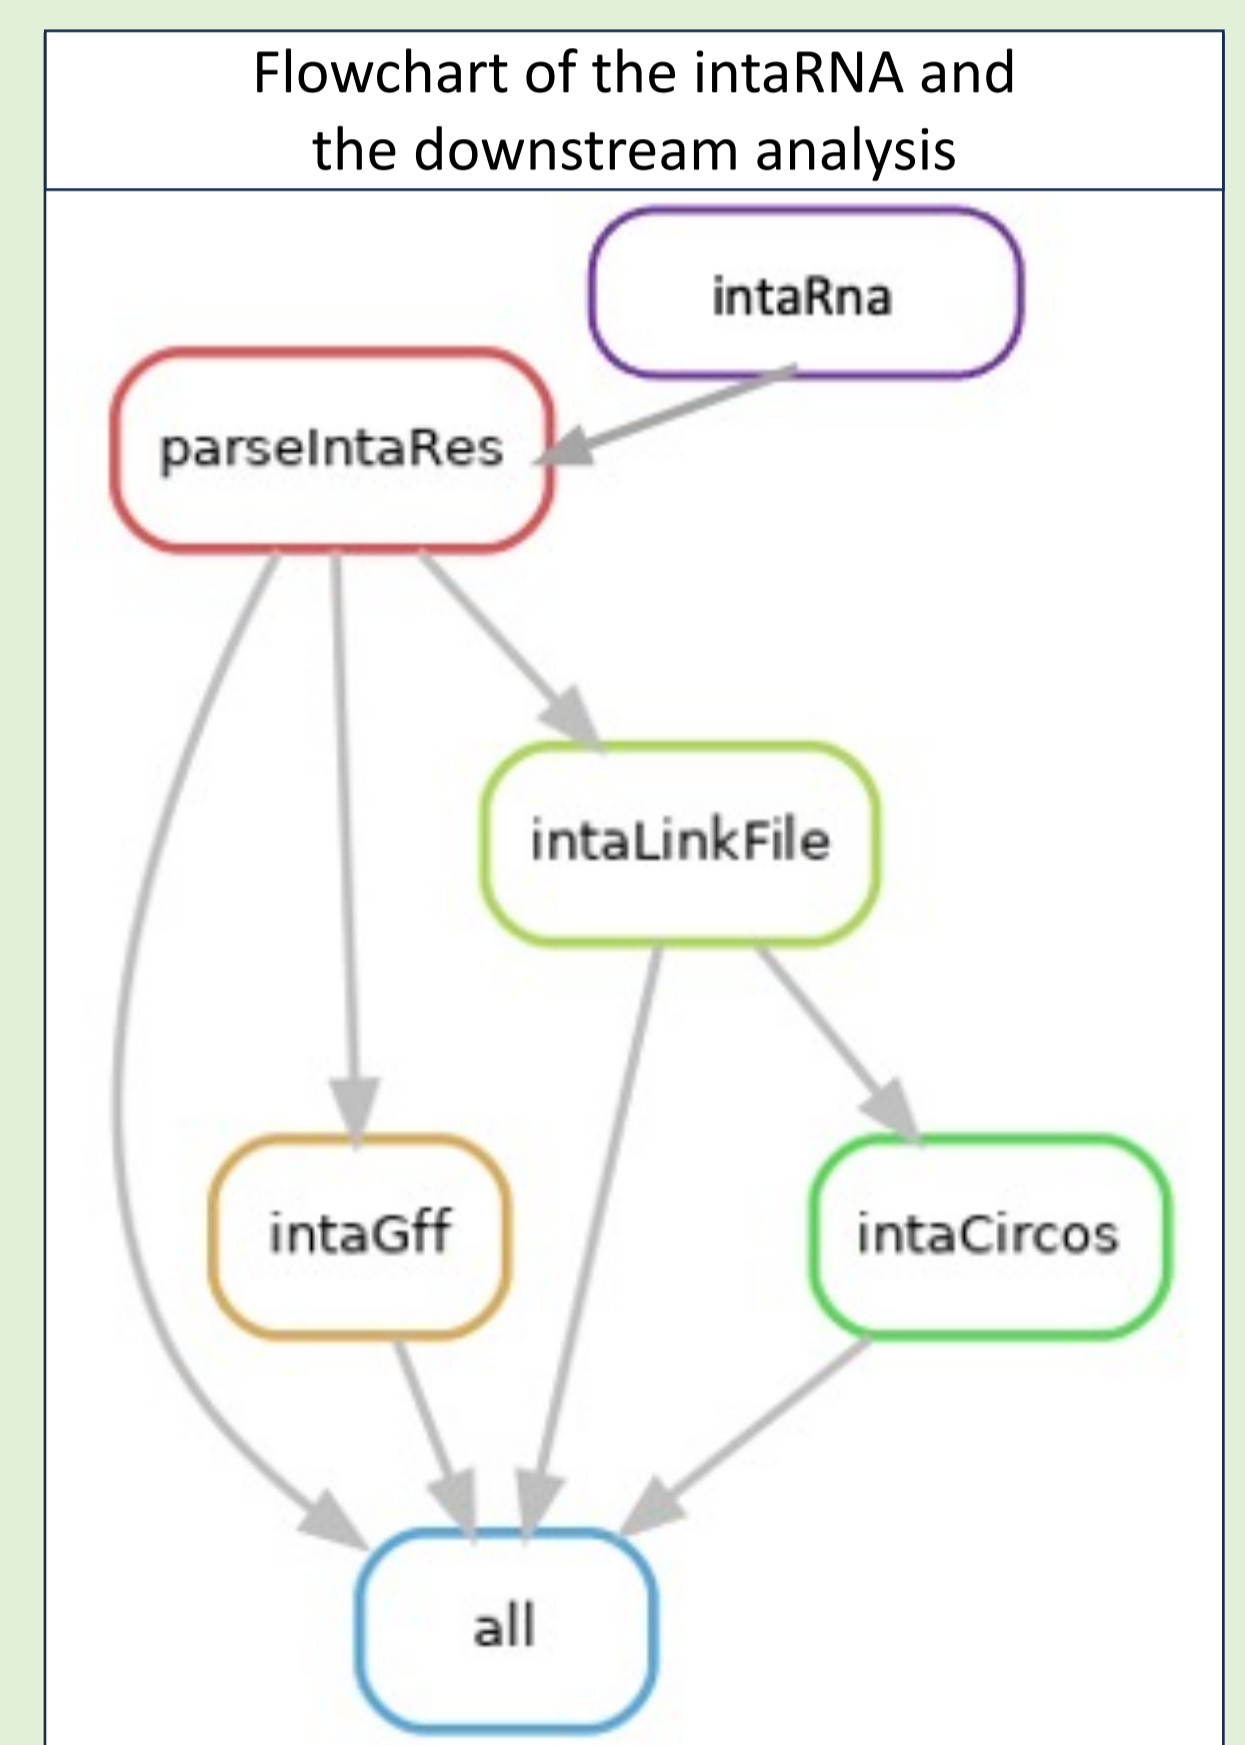 Flowchart of the intaRNA and
the downstream analysis
intaRna
parseIntaRes
intaLinkFile
intaGff
intaCircos
all